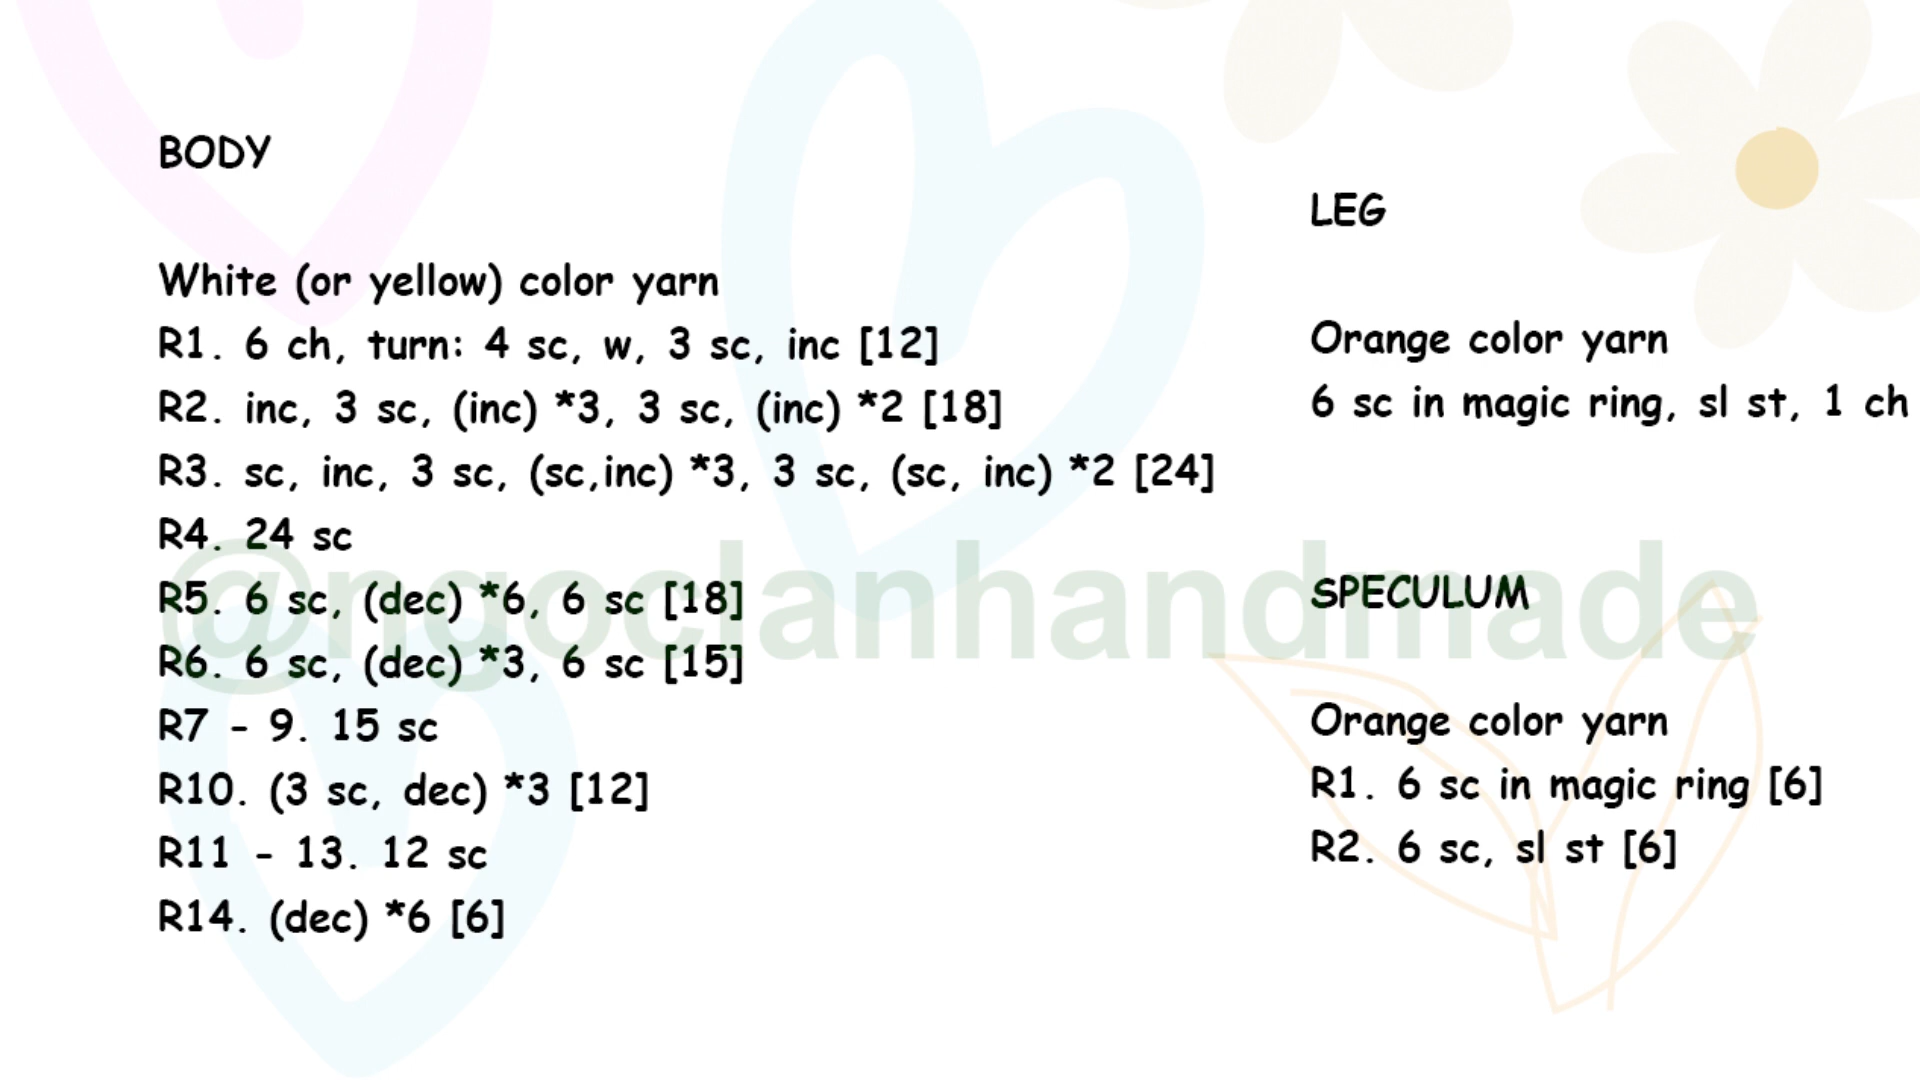 BODY
White (or yellow) color yarn
R1. 6 ch, turn: 4 sc, w, 3 sc, inc [12]
R2. inc, 3 sc, (inc) *3, 3 sc, (inc) *2 [18]
R3. sc, inc, 3 sc, (sc,inc) *3, 3 sc, (sc, inc) *2 [24]
R4. 24 sc
R5. 6 sc, (dec) *6, 6 sc [18]
R6. 6 sc, (dec) *3, 6 sc [15]
R7 - 9. 15 sc
R10. (3 sc, dec) *3 [12]
R11 - 13. 12 sc
R14. (dec) *6 [6]
LEG
Orange color yarn
6 sc in magic ring, sl st, 1 ch
SPECULUM
Orange color yarn
R1. 6 sc in magic ring [6]
R2. 6 sc, sl st [6]
@ngoclanhandmade